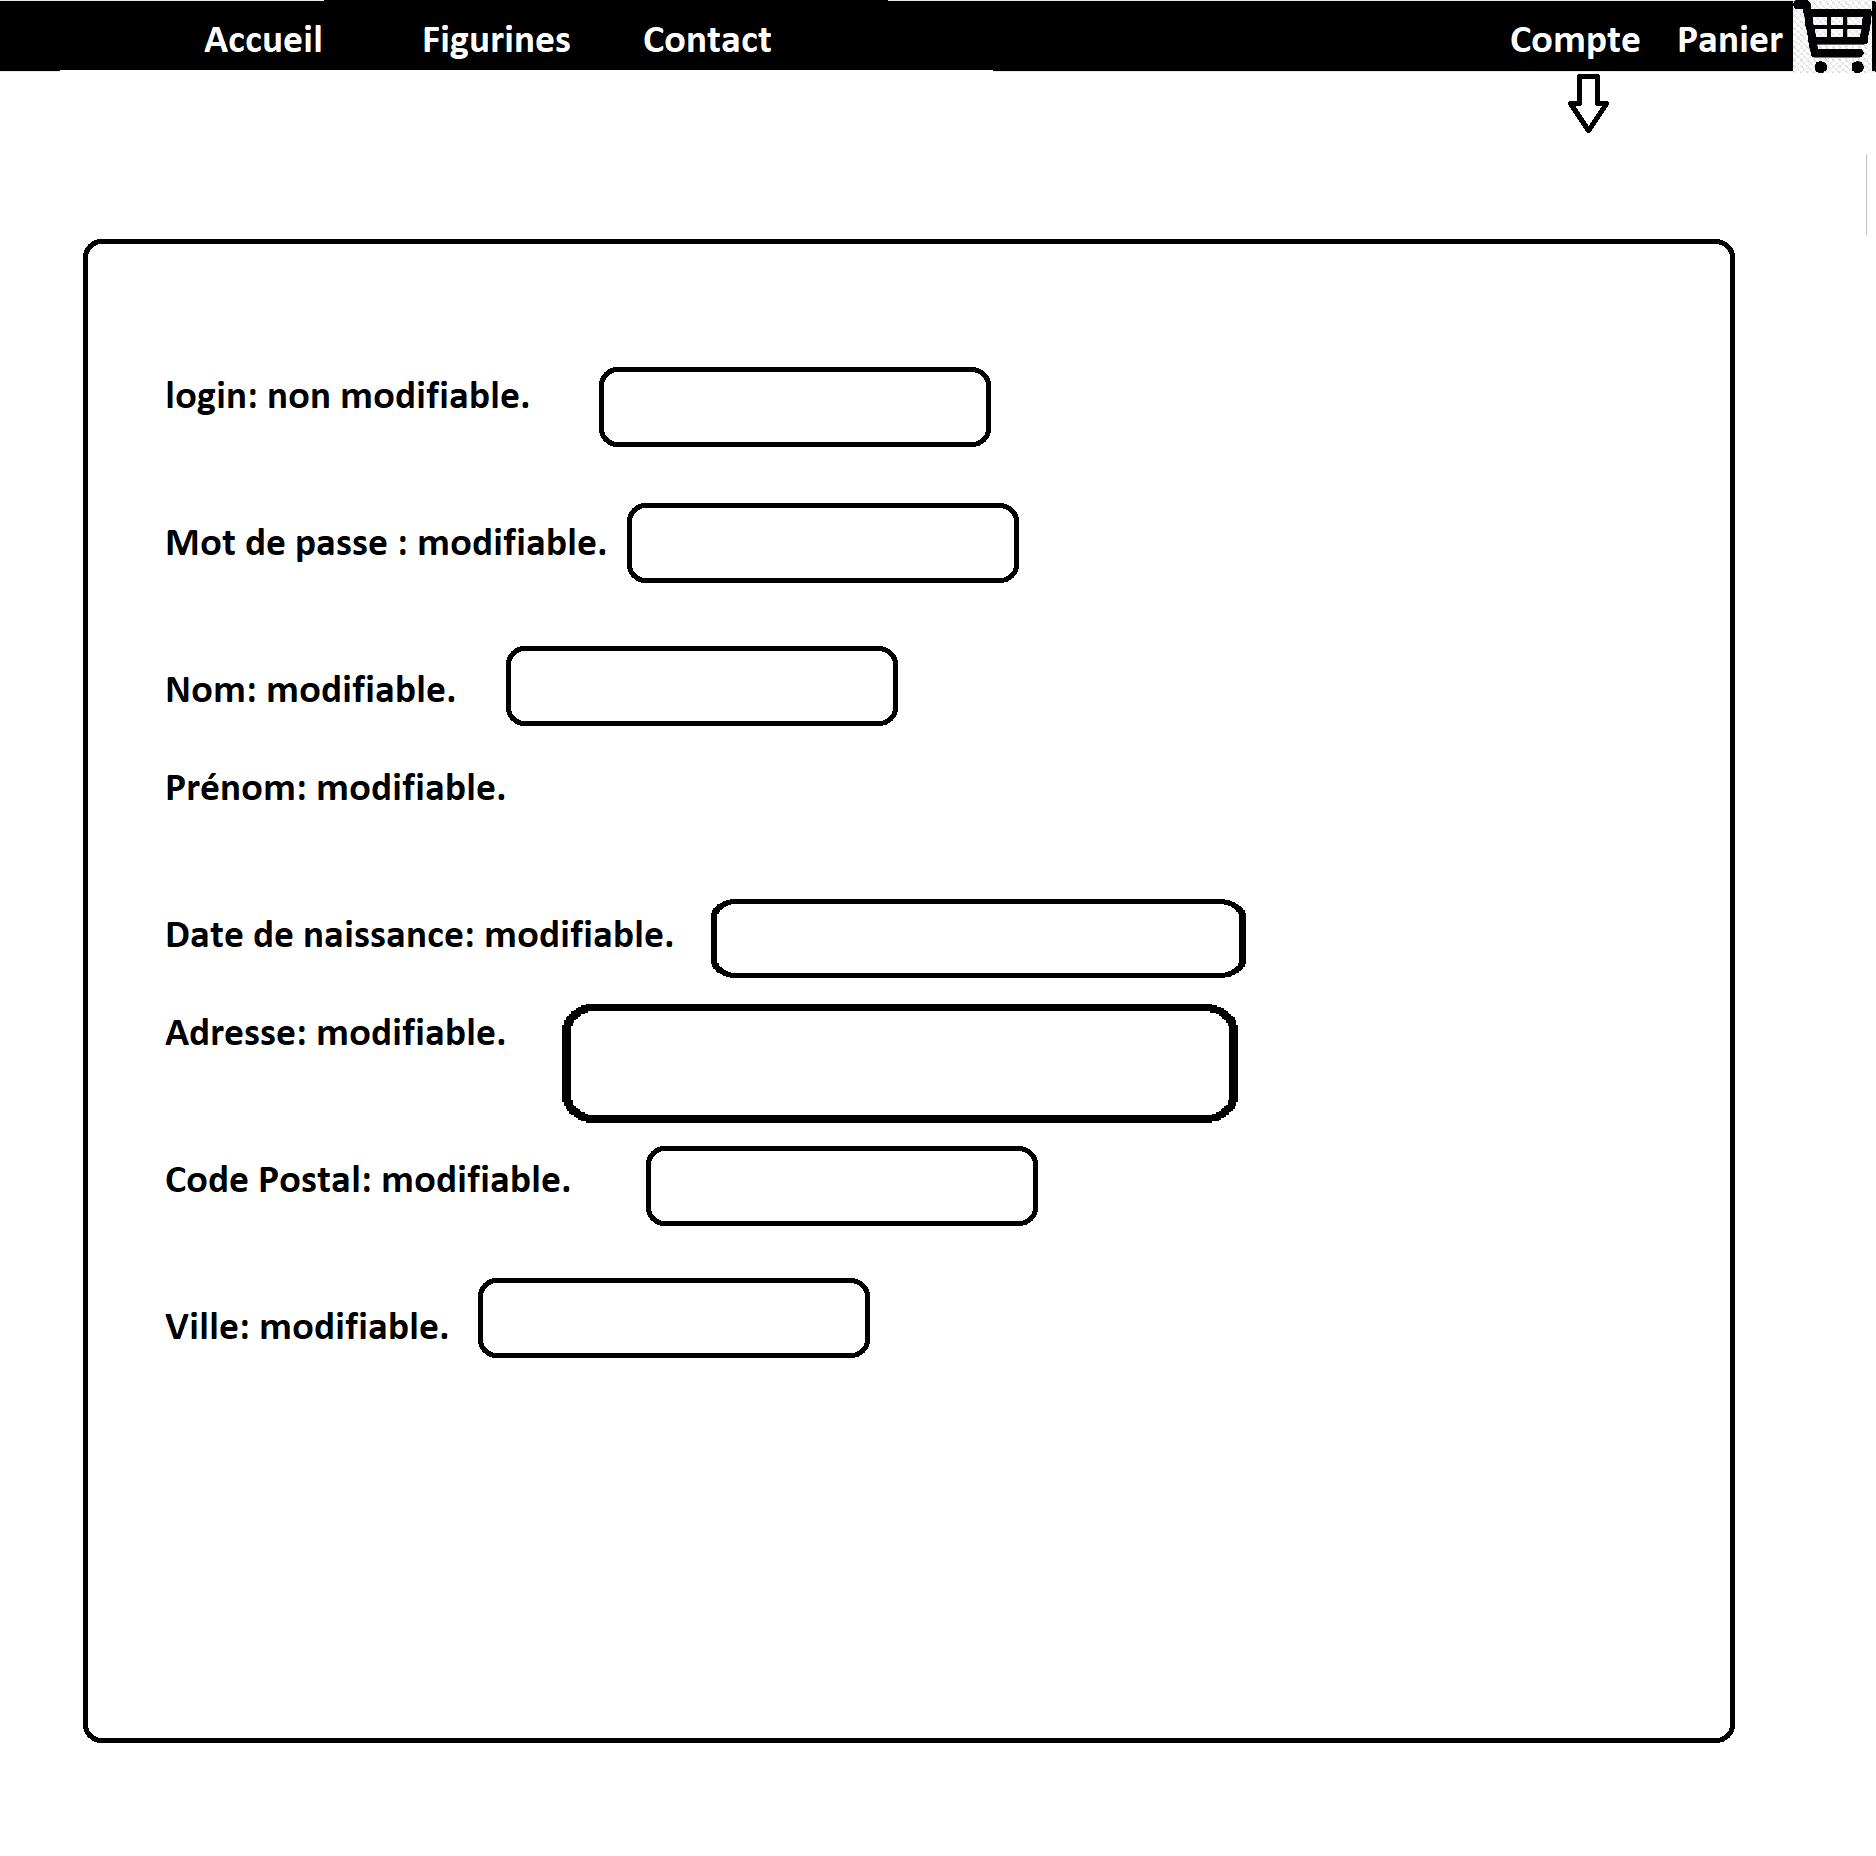 Accueil Figurines Contact Compte Panier
login: non modifiable.
Mot de passe : modifiable.
Nom: modifiable.
Prénom: modifiable.
Date de naissance: modifiable.
Adresse: modifiable.
Code Postal: modifiable.
Ville: modifiable.